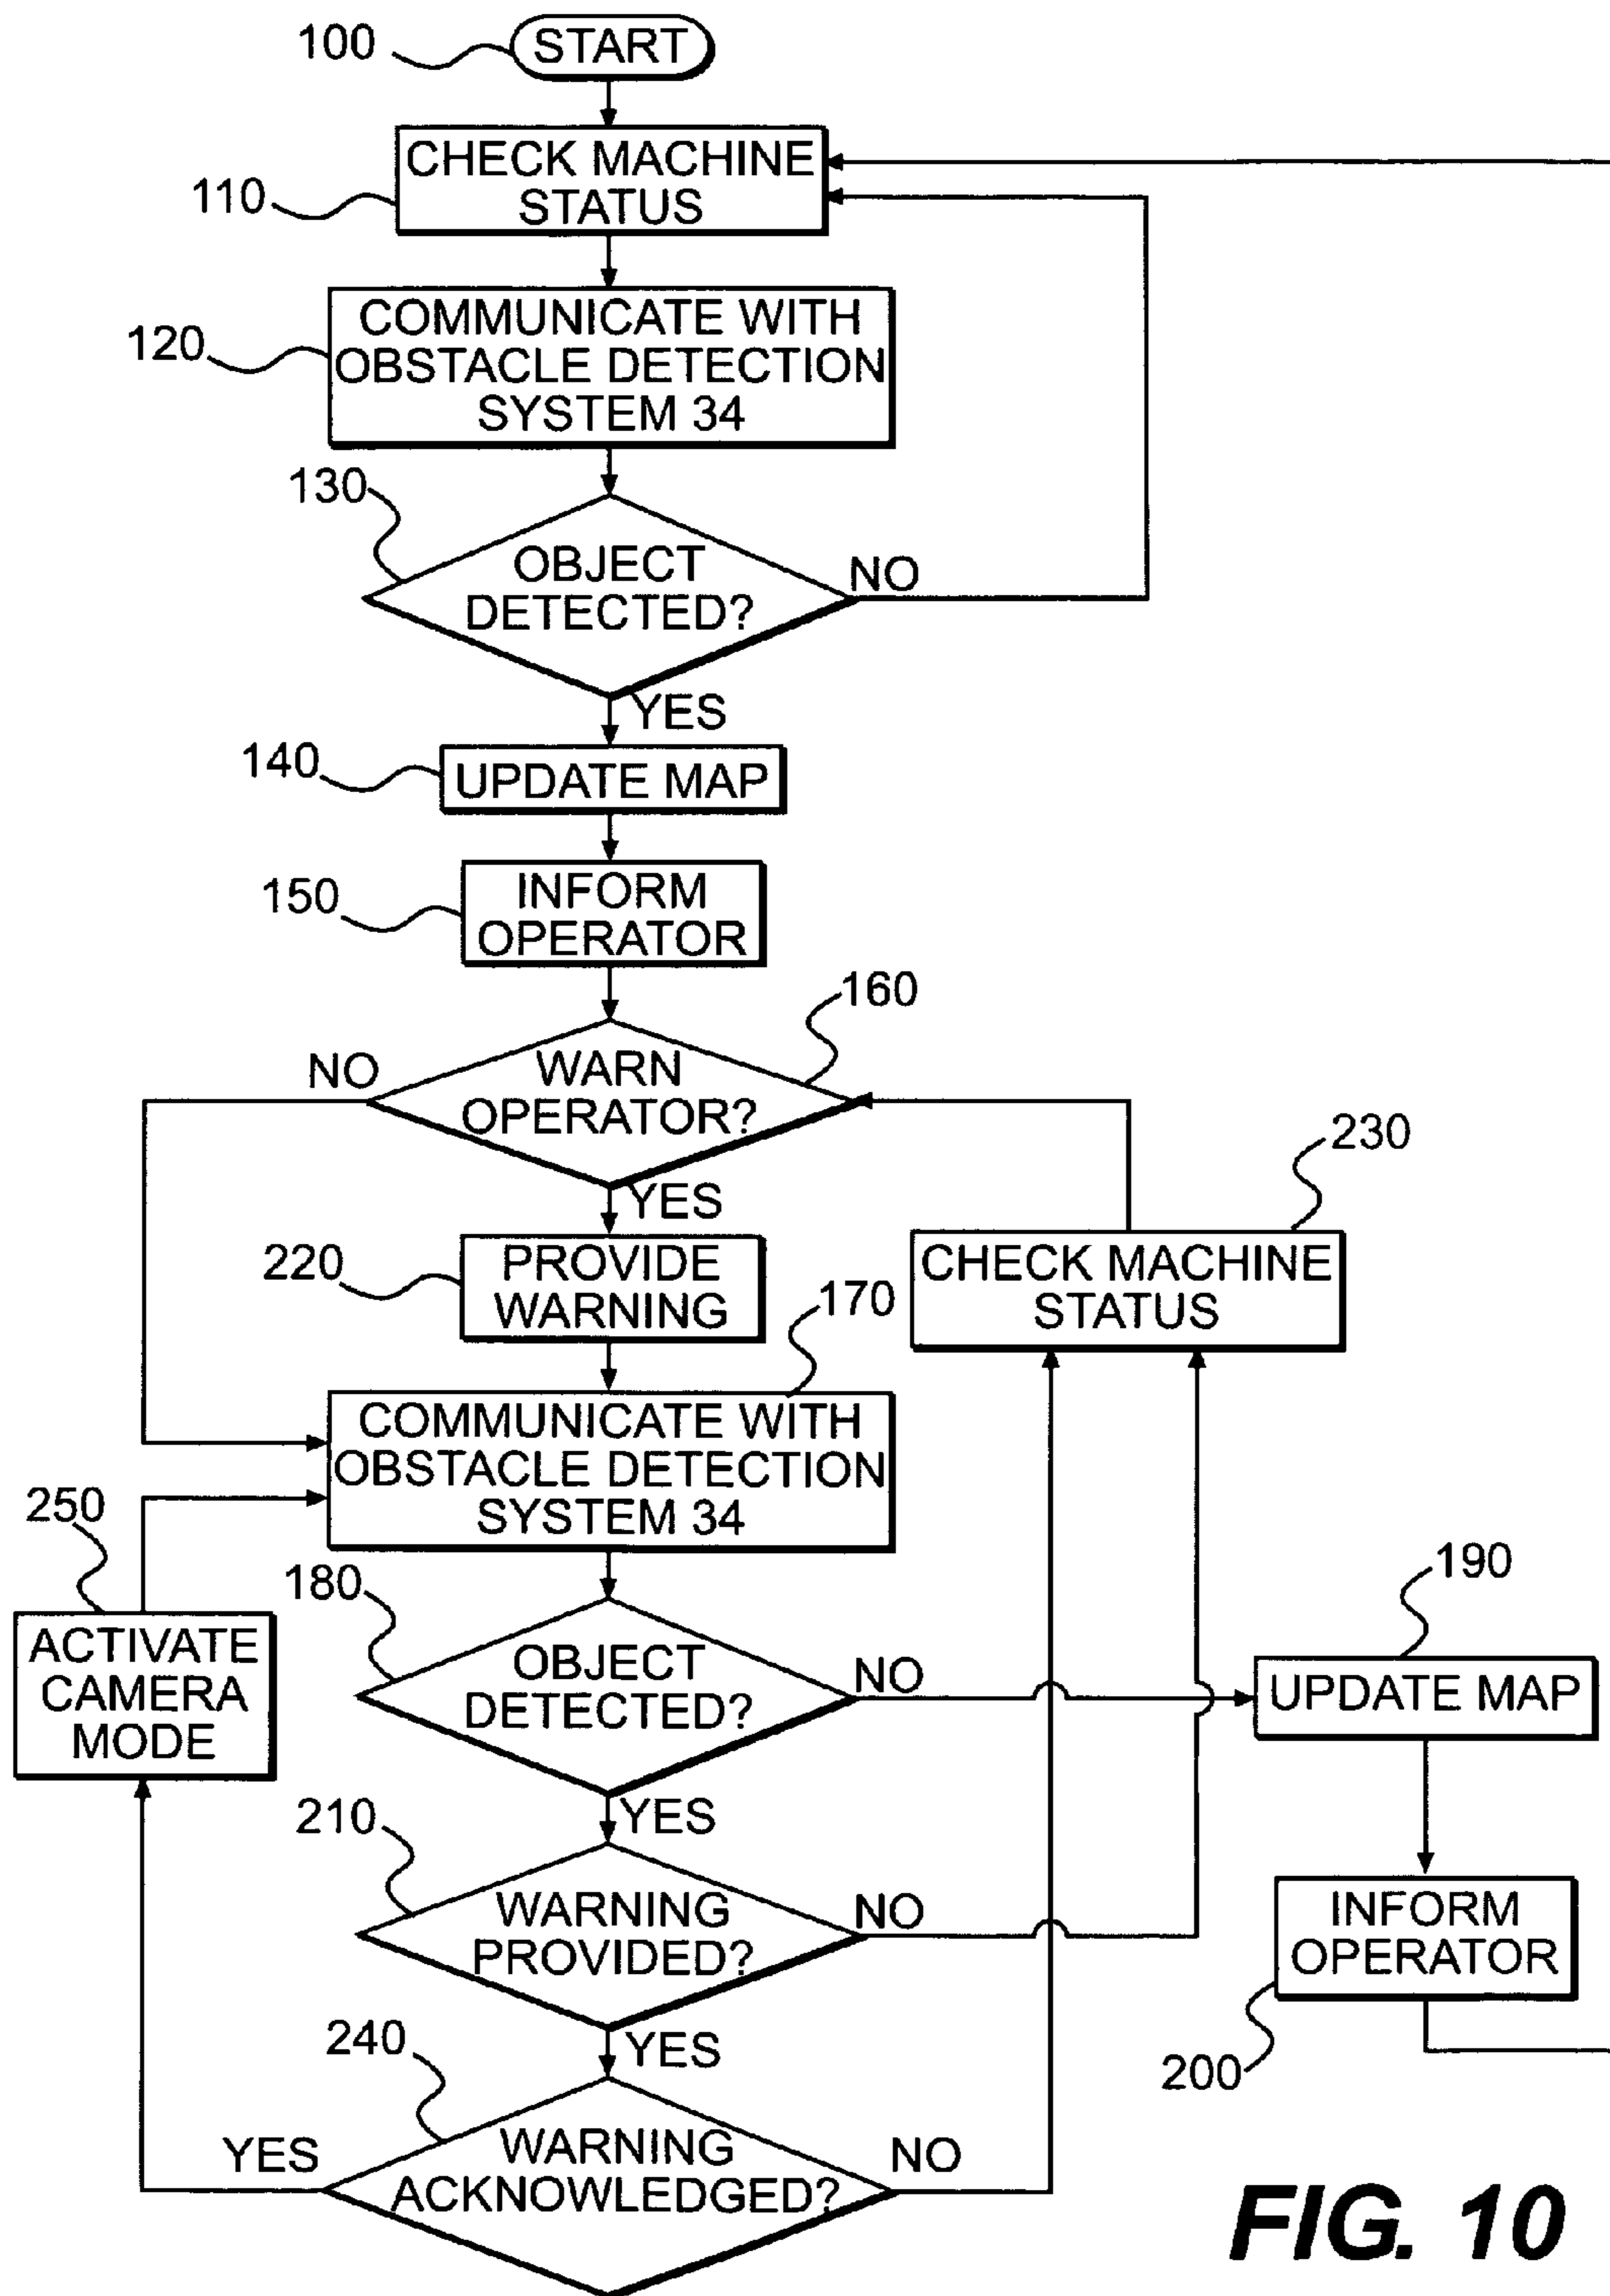 100
START
CHECK MACHINE
STATUS
110
COMMUNICATE WITH
OBSTACLE DETECTION
SYSTEM 34
120
130
OBJECT
DETECTED?
NO
YES
140
UPDATE MAP
150
INFORM
OPERATOR
160
NO
WARN
OPERATOR?
YES
230
220
PROVIDE
WARNING
CHECK MACHINE
STATUS
170
COMMUNICATE WITH
OBSTACLE DETECTION
SYSTEM 34
250
ACTIVATE
CAMERA
MODE
180
OBJECT
DETECTED?
NO
190
UPDATE MAP
YES
210
WARNING
PROVIDED?
NO
INFORM
OPERATOR
200
YES
240
YES
WARNING
ACKNOWLEDGED?
NO
FIG. 10